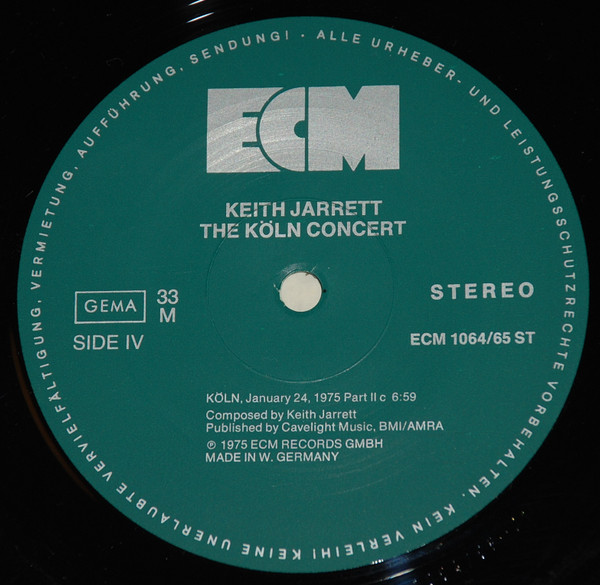 ECM
KEITH JARRETT
THE KÖLN CONCERT
GEMA
33
M
SIDE IV
STEREO
ECM 1064/65 ST
KÖLN, January 24, 1975 Part II c 6:59
Composed by Keith Jarrett
Published by Cavelight Music, BMI/AMRA
℗ 1975 ECM RECORDS GMBH
MADE IN W. GERMANY
ALLE URHEBER- UND LEISTUNGSSCHUTZRECHTE VORBEHALTEN. KEIN VERLEIH! KEINE UNERLAUBTE VERVIELFÄLTIGUNG, VERMIETUNG, AUFFÜHRUNG, SENDUNG! ·